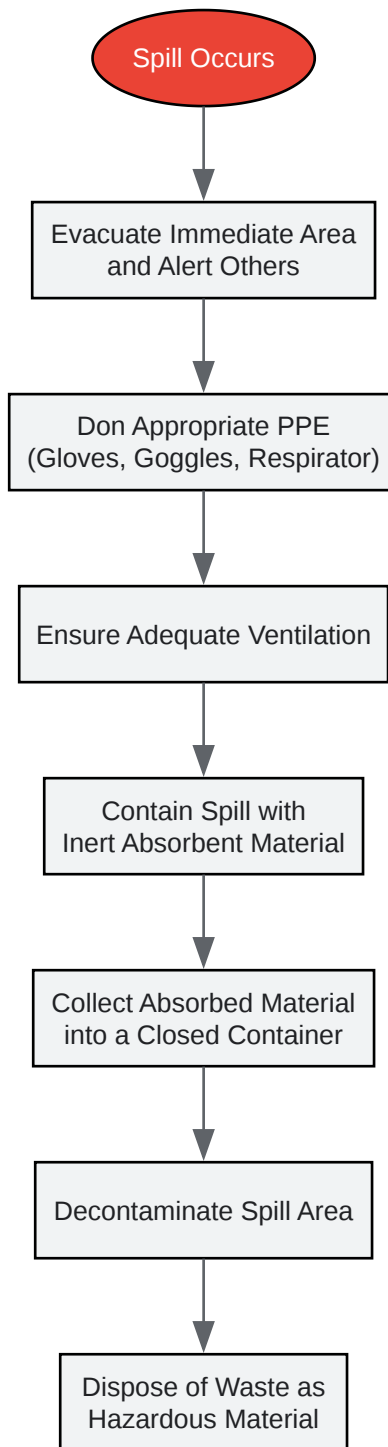 Spill Occurs
Evacuate Immediate Area
and Alert Others
Don Appropriate PPE
(Gloves, Goggles, Respirator)
Ensure Adequate Ventilation
Contain Spill with
Inert Absorbent Material
Collect Absorbed Material
into a Closed Container
Decontaminate Spill Area
Dispose of Waste as
Hazardous Material